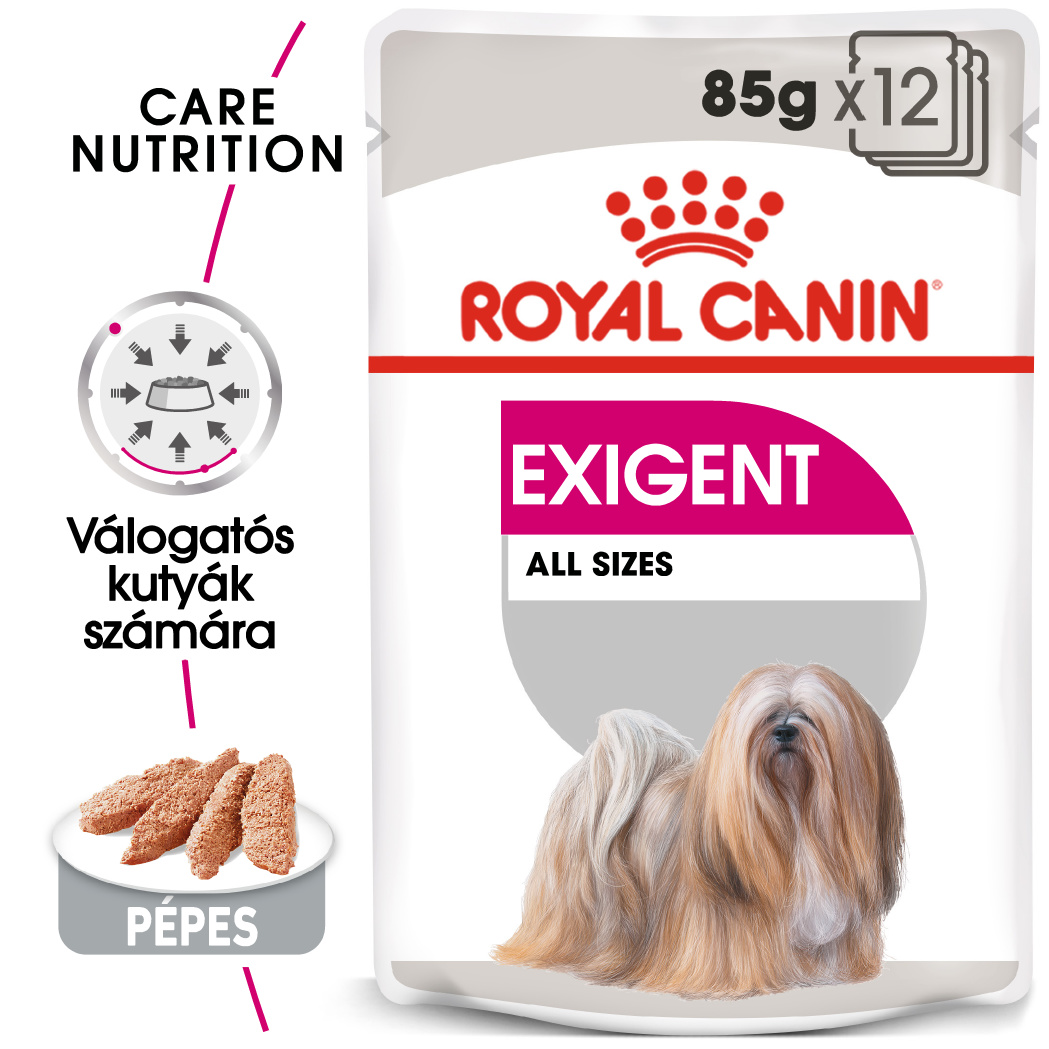 CARE
NUTRITION
Válogatós
kutyák
számára
PÉPES
85g x12
ROYAL CANIN®
EXIGENT
ALL SIZES